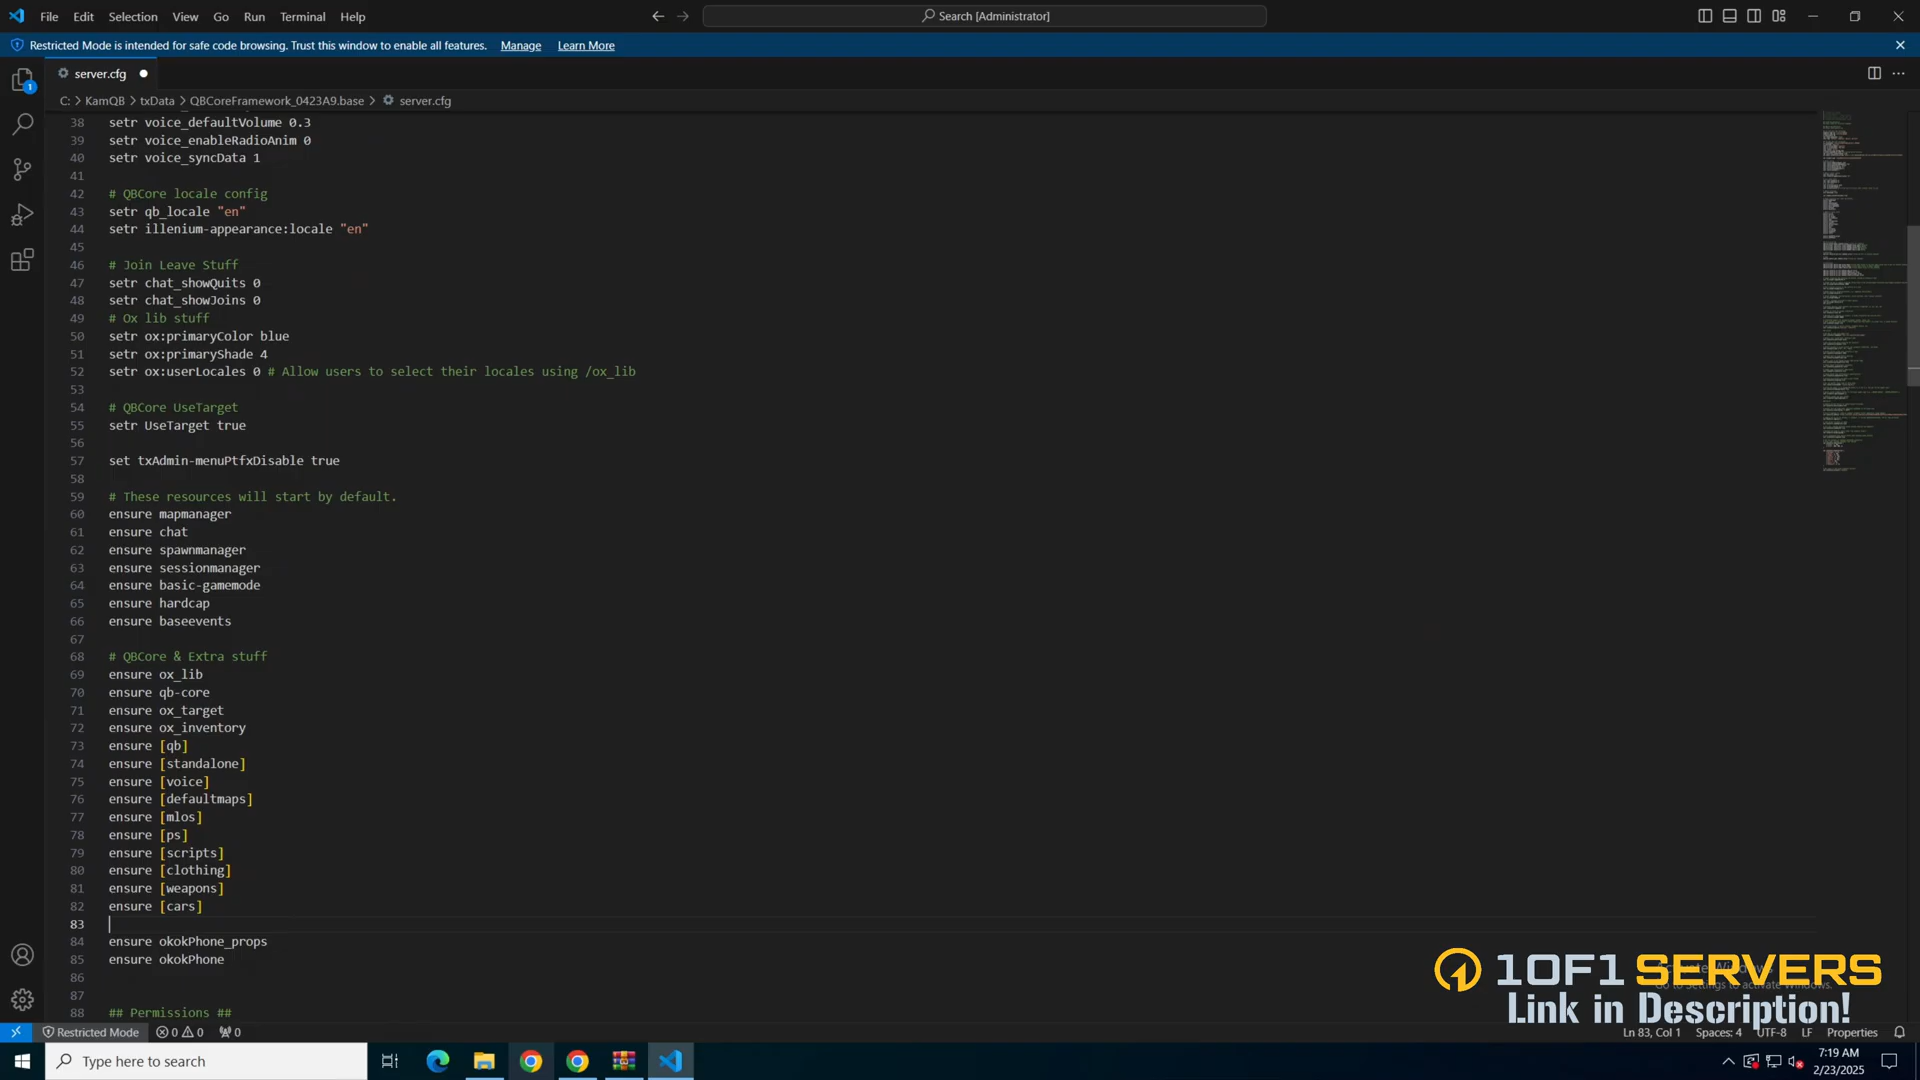 File Edit Selection View Go Run Terminal Help
Search [Administrator]
Restricted Mode is intended for safe code browsing. Trust this window to enable all features. Manage Learn More
server.cfg
C: > KamQB > txData > QBCoreFramework_0423A9.base > server.cfg
38 setr voice_defaultVolume 0.3
39 setr voice_enableRadioAnim 0
40 setr voice_syncData 1
41
42 # QBCore locale config
43 setr qb_locale "en"
44 setr illenium-appearance:locale "en"
45
46 # Join Leave Stuff
47 setr chat_showQuits 0
48 setr chat_showJoins 0
49 # Ox lib stuff
50 setr ox:primaryColor blue
51 setr ox:primaryShade 4
52 setr ox:userLocales 0 # Allow users to select their locales using /ox_lib
53
54 # QBCore UseTarget
55 setr UseTarget true
56
57 set txAdmin-menuPtfxDisable true
58
59 # These resources will start by default.
60 ensure mapmanager
61 ensure chat
62 ensure spawnmanager
63 ensure sessionmanager
64 ensure basic-gamemode
65 ensure hardcap
66 ensure baseevents
67
68 # QBCore & Extra stuff
69 ensure ox_lib
70 ensure qb-core
71 ensure ox_target
72 ensure ox_inventory
73 ensure [qb]
74 ensure [standalone]
75 ensure [voice]
76 ensure [defaultmaps]
77 ensure [mlos]
78 ensure [ps]
79 ensure [scripts]
80 ensure [clothing]
81 ensure [weapons]
82 ensure [cars]
83
84 ensure okokPhone_props
85 ensure okokPhone
86
87
88 ## Permissions ##
1OF1 SERVERS
Link in Description!
Restricted Mode 0 0 0
Ln 83, Col 1 Spaces: 4 UTF-8 LF Properties
Type here to search
7:19 AM
2/23/2025